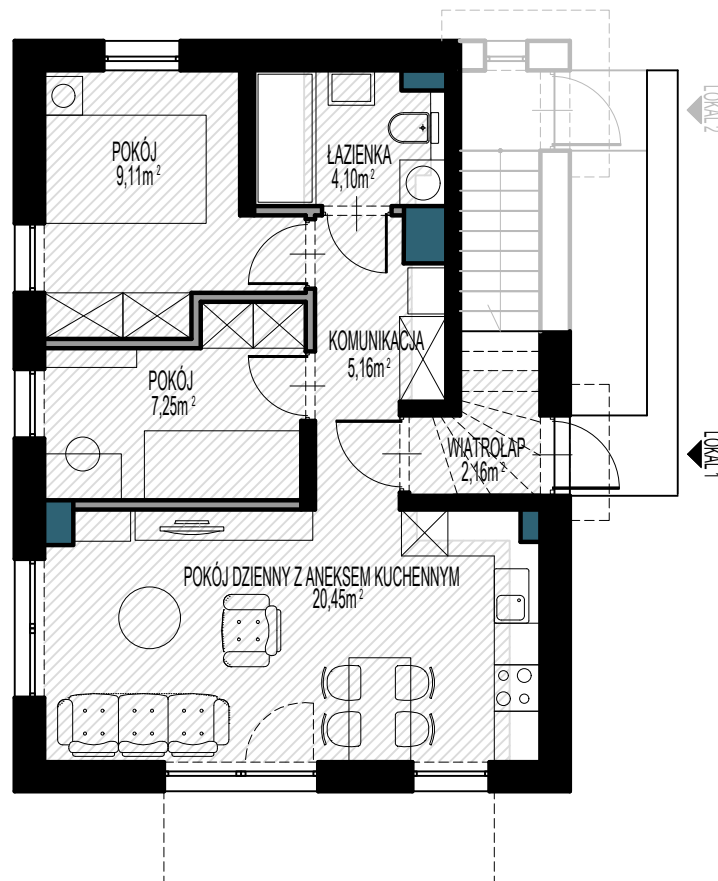 LOKAL 2
POKÓJ
9,11m²
ŁAZIENKA
4,10m²
KOMUNIKACJA
5,16m²
POKÓJ
7,25m²
WIATROŁAP
2,16m²
LOKAL 1
POKÓJ DZIENNY Z ANEKSEM KUCHENNYM
20,45m²